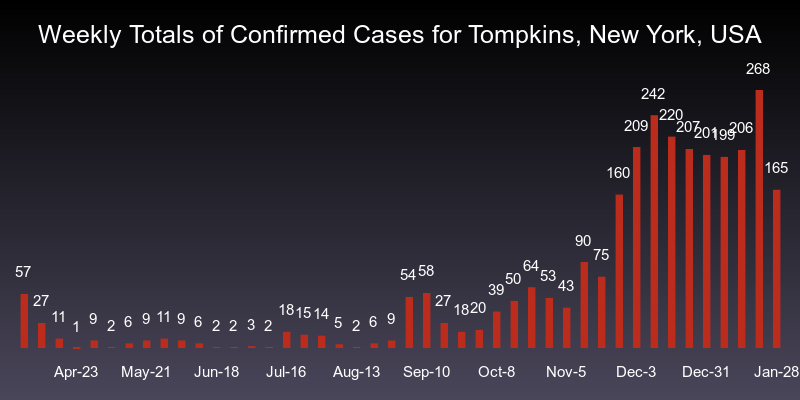 Weekly Totals of Confirmed Cases for Tompkins, New York, USA
57 27 11 1 9 2 6 9 11 9 6 2 2 3 2 18 15 14 5 2 6 9 54 58 27 18 20 39 50 64 53 43 90 75 160 209 242 220 207 201 199 206 268 165
Apr-23 May-21 Jun-18 Jul-16 Aug-13 Sep-10 Oct-8 Nov-5 Dec-3 Dec-31 Jan-28